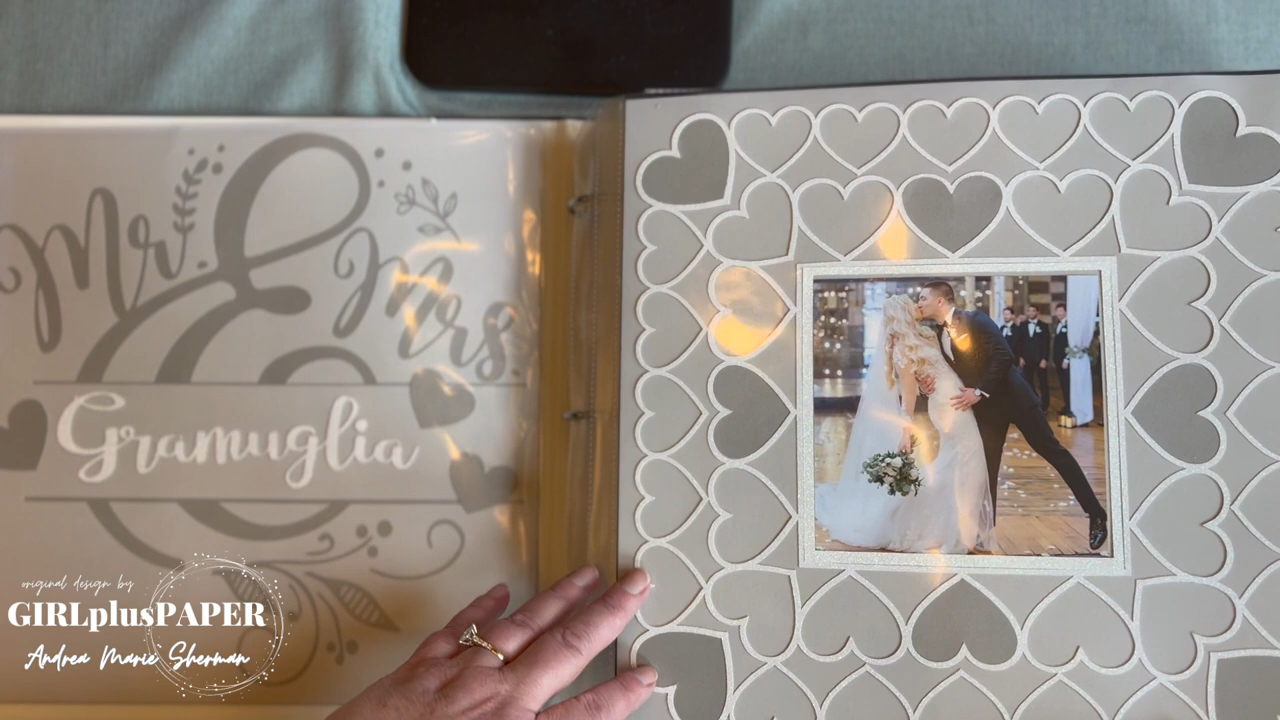 Mr. & Mrs.
Gramuglia
original design by
GIRLplusPAPER
Andrea Marie Sherman